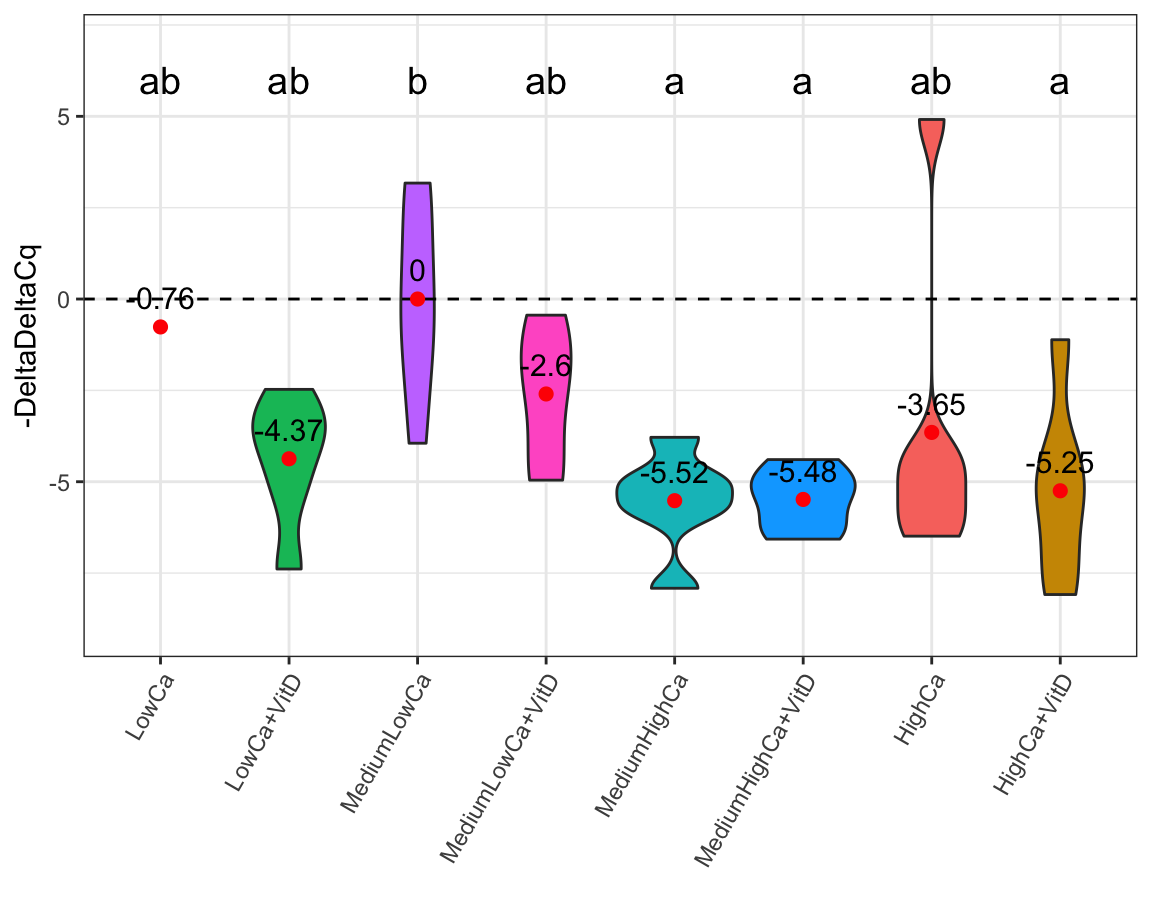 ab ab b ab a a ab a
5
0
-5
-DeltaDeltaCq
-0.76
-4.37
0
-2.6
-5.52
-5.48
-3.65
-5.25
LowCa
LowCa+VitD
MediumLowCa
MediumLowCa+VitD
MediumHighCa
MediumHighCa+VitD
HighCa
HighCa+VitD